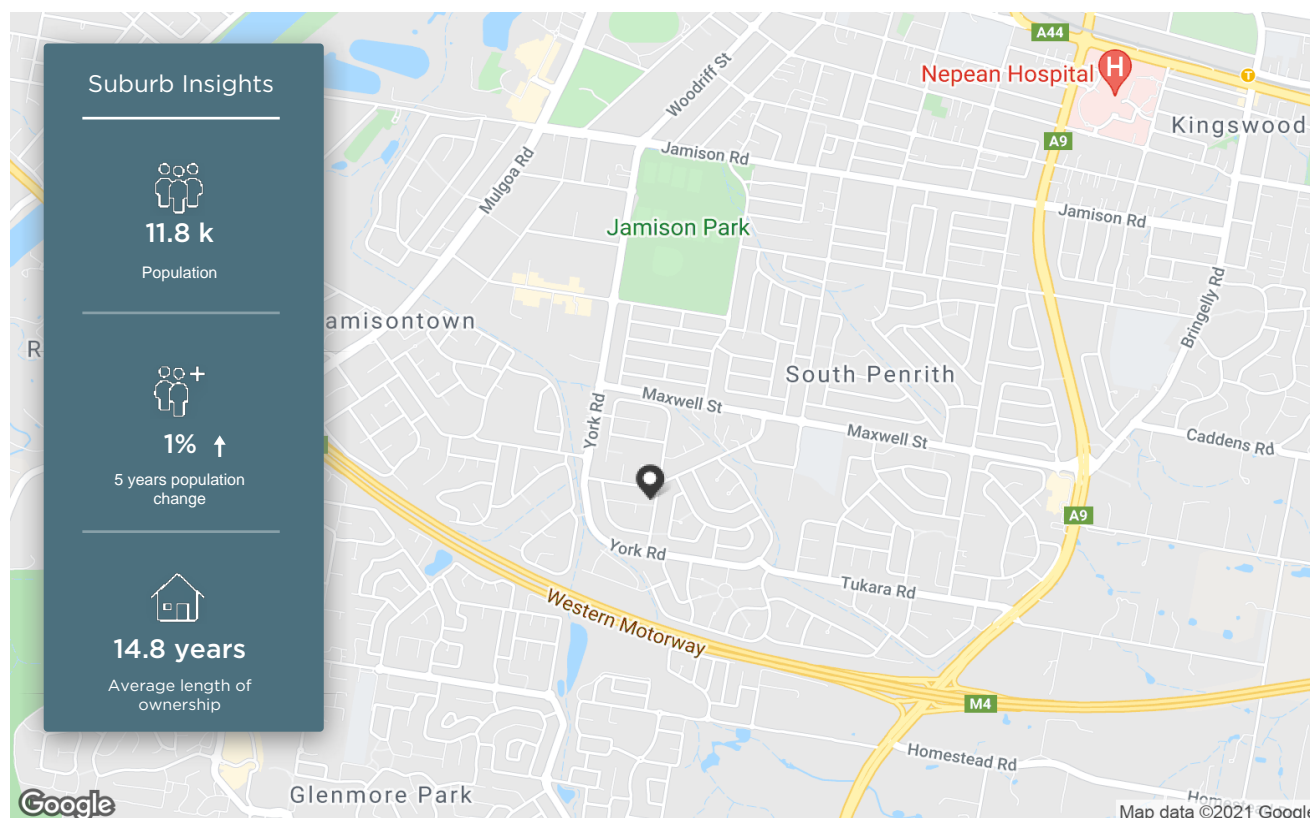 Suburb Insights
11.8 k
Population
1%
5 years population
change
14.8 years
Average length of
ownership
A44
Nepean Hospital
H
T
Kingswood
Woodriff St
Jamison Rd
A9
Mulgoa Rd
Jamison Park
Jamison Rd
Bringelly Rd
amisontown
R
South Penrith
York Rd
Maxwell St
Maxwell St
Caddens Rd
A9
York Rd
Tukara Rd
Western Motorway
M4
Homestead Rd
Glenmore Park
Google
Map data ©2021 Google